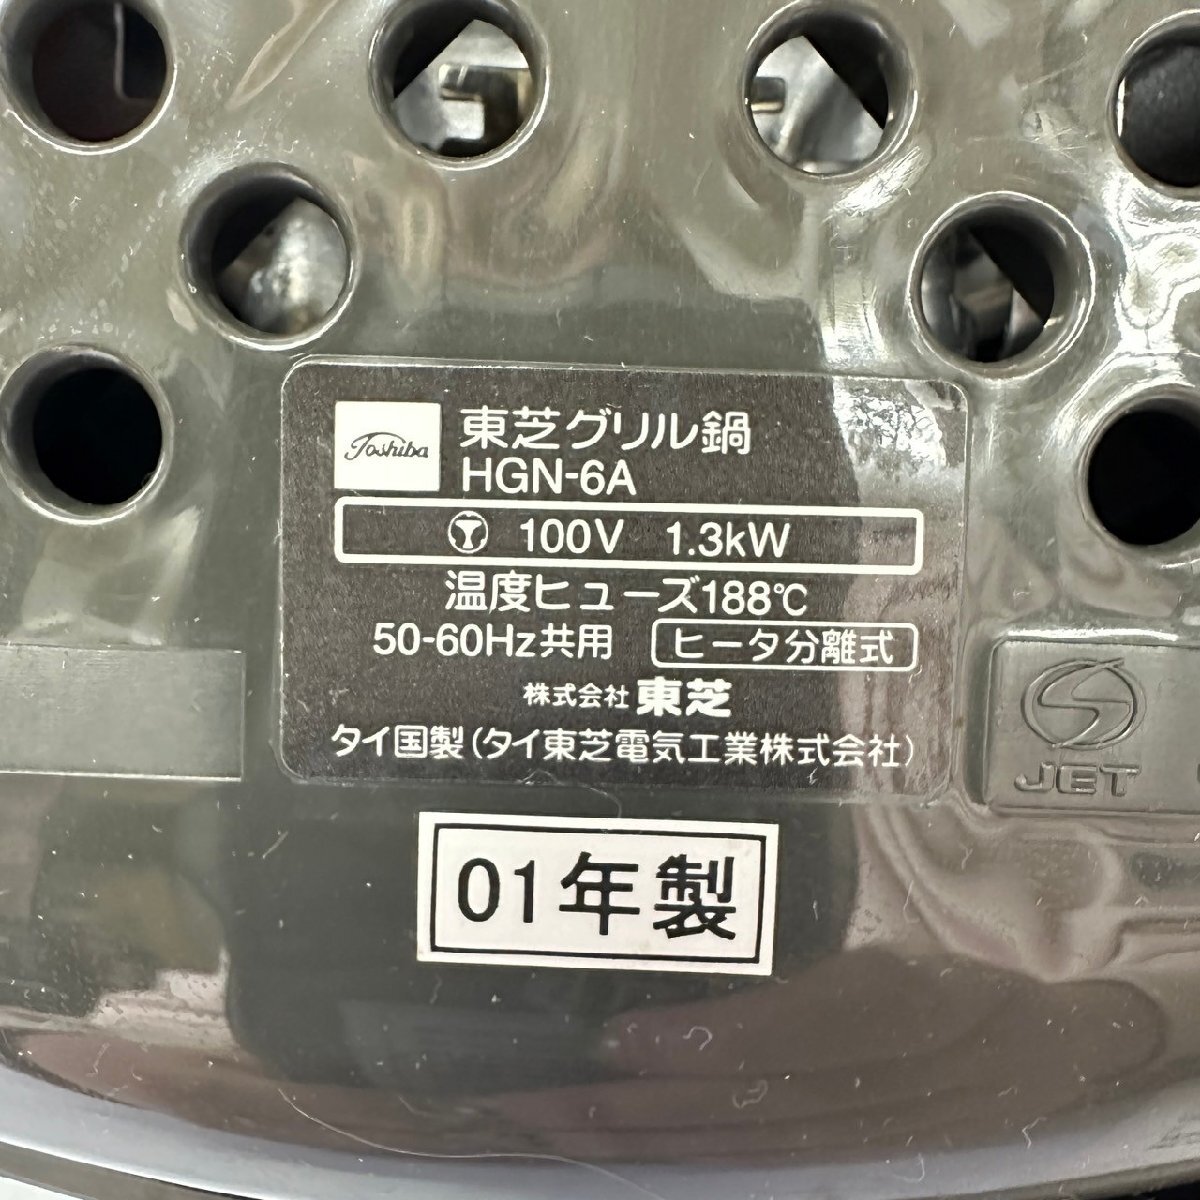 Toshiba
東芝グリル鍋
HGN-6A
100V 1.3kW
温度ヒューズ188℃
50-60Hz共用 ヒータ分離式
株式会社 東芝
タイ国製(タイ東芝電気工業株式会社)
JET
01年製